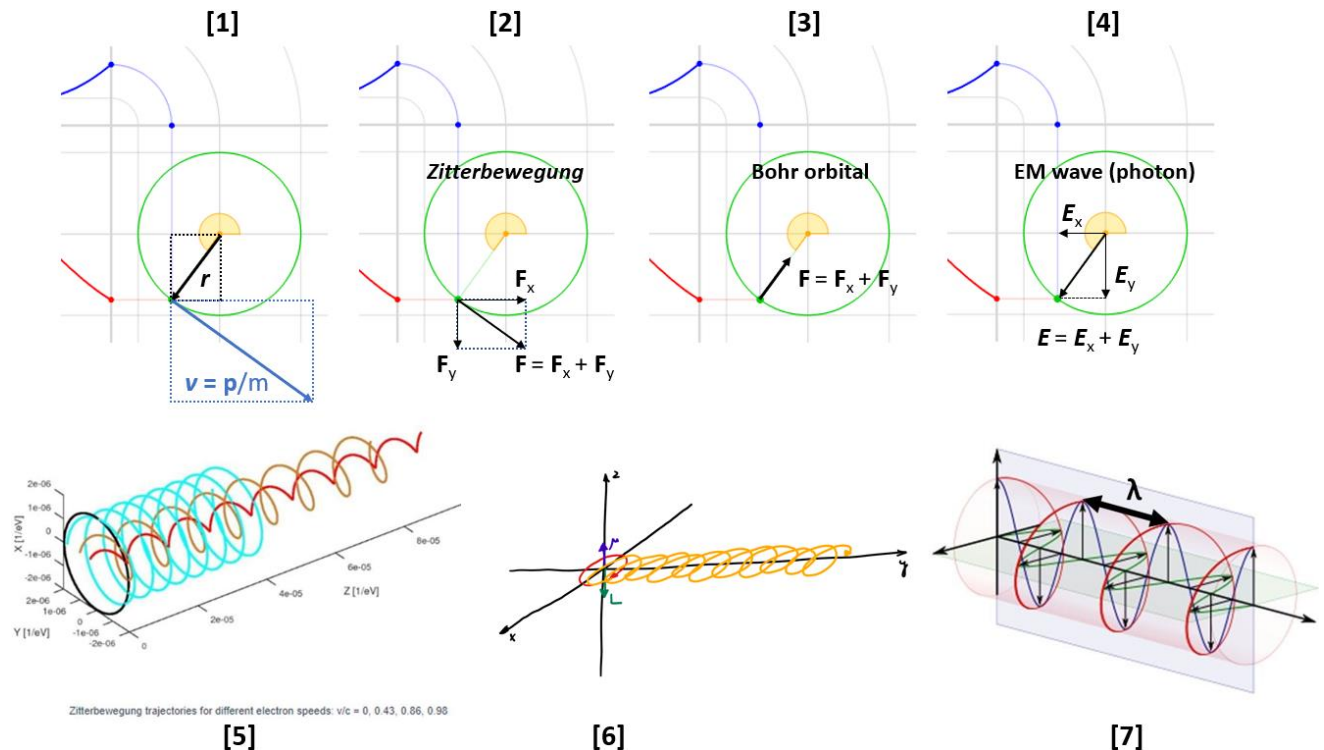 [1]
[2]
[3]
[4]
r
v = p/m
Zitterbewegung
Fx
Fy
F = Fx + Fy
Bohr orbital
F = Fx + Fy
EM wave (photon)
Ex
Ey
E = Ex + Ey
X [1/eV]
2e-06
1e-06
0
-1e-06
-2e-06
Y [1/eV]
2e-06
1e-06
0
-1e-06
-2e-06
Z [1/eV]
0
2e-05
4e-05
6e-05
8e-05
Zitterbewegung trajectories for different electron speeds: v/c = 0, 0.43, 0.86, 0.98
z
μ
L
x
y
λ
[5]
[6]
[7]